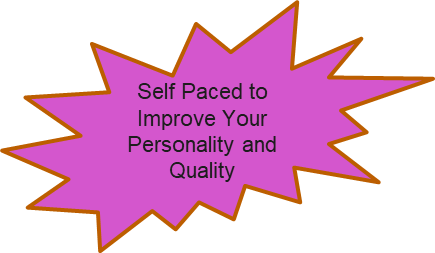 Self Paced to
Improve Your
Personality and
Quality